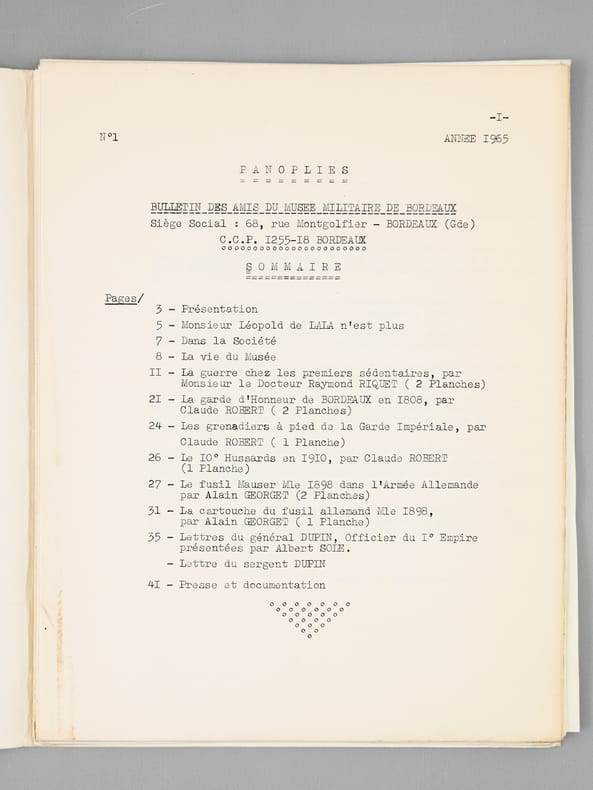 -I-
N°1 ANNEE I965
P A N O P L I E S
BULLETIN DES AMIS DU MUSEE MILITAIRE DE BORDEAUX
Siège Social : 68, rue Montgolfier - BORDEAUX (Gde)
C.C.P. I255-I8 BORDEAUX
S O M M A I R E
Pages/
3 - Présentation
5 - Monsieur Léopold de LALA n'est plus
7 - Dans la Société
8 - La vie du Musée
II - La guerre chez les premiers sédentaires, par
Monsieur le Docteur Raymond RIQUET ( 2 Planches)
2I - La garde d'Honneur de BORDEAUX en I808, par
Claude ROBERT ( 2 Planches)
24 - Les grenadiers à pied de la Garde Impériale, par
Claude ROBERT ( 1 Planche)
26 - Le IO° Hussards en I9I0, par Claude ROBERT
(1 Planche)
27 - Le fusil Mauser Mle I898 dans l'Armée Allemande
par Alain GEORGET (2 Planches)
3I - La cartouche du fusil allemand Mle I898,
par Alain GEORGET ( 1 Planche)
35 - Lettres du général DUPIN, Officier du I° Empire
présentées par Albert SOIE.
- Lettre du sergent DUPIN
4I - Presse et documentation